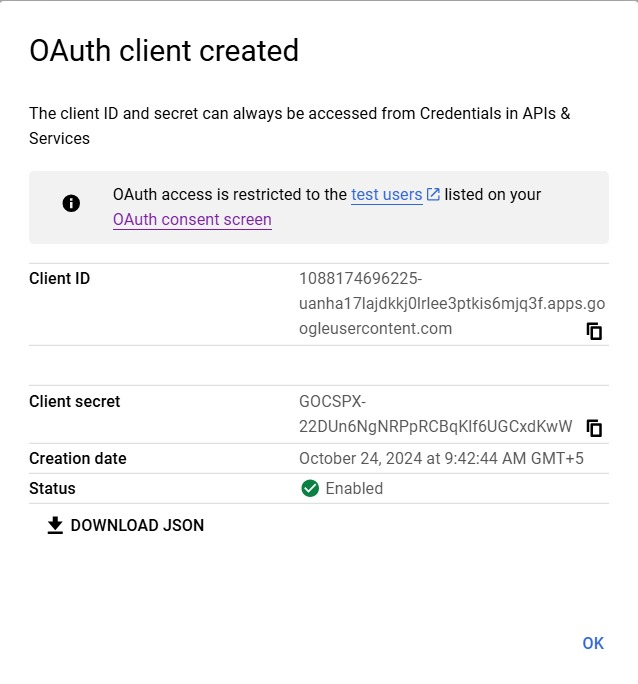 OAuth client created
The client ID and secret can always be accessed from Credentials in APIs &
Services
OAuth access is restricted to the test users listed on your
OAuth consent screen
Client ID
1088174696225-
uanha17lajdkkj0lrlee3ptkis6mjq3f.apps.go
ogleusercontent.com
Client secret
GOCSPX-
Creation date
October 24, 2024 at 9:42:44 AM GMT+5
Status
Enabled
DOWNLOAD JSON
OK